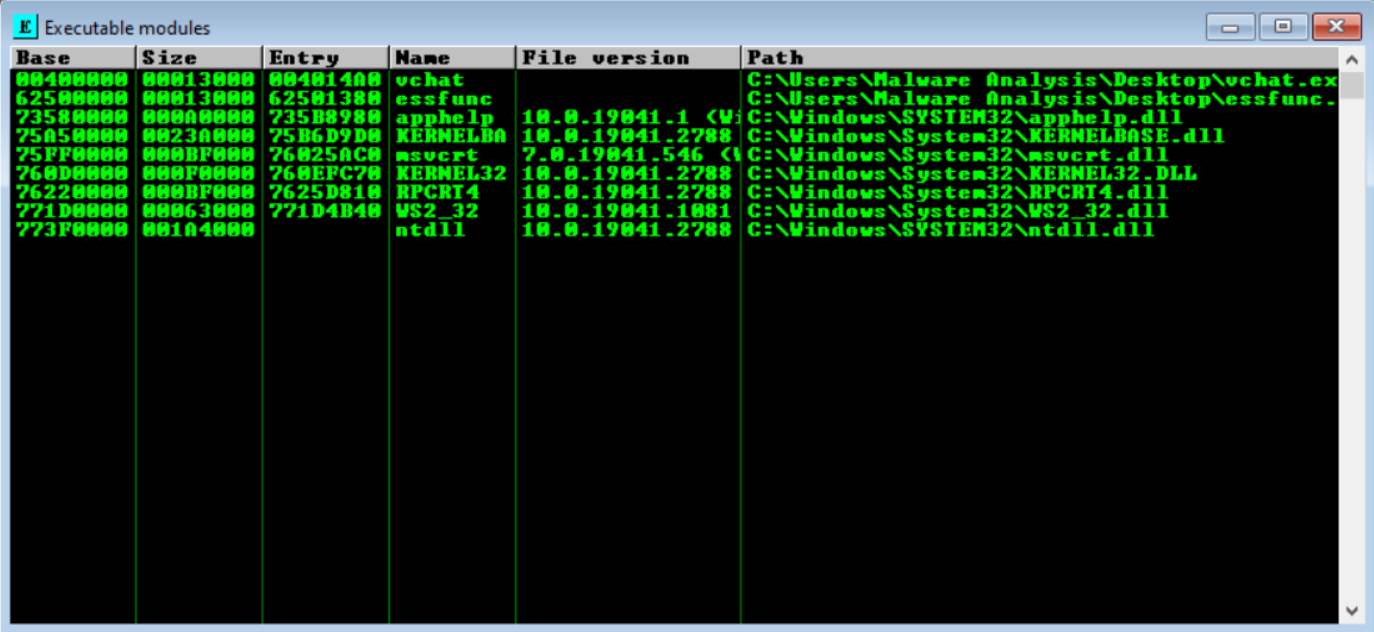 E Executable modules
Base Size Entry Name File version Path
00400000 00013000 004014A0 vchat C:\Users\Malware Analysis\Desktop\vchat.ex
62500000 00013000 62501380 essfunc C:\Users\Malware Analysis\Desktop\essfunc.
73580000 000A0000 735B8980 apphelp 10.0.19041.1 (Wi C:\Windows\SYSTEM32\apphelp.dll
75A50000 0023A000 75B6D9D0 KERNELBA 10.0.19041.2788 C:\Windows\System32\KERNELBASE.dll
75FF0000 000BF000 76025AC0 msvcrt 7.0.19041.546 (W C:\Windows\System32\msvcrt.dll
760D0000 000F0000 760EFC70 KERNEL32 10.0.19041.2788 C:\Windows\System32\KERNEL32.DLL
76220000 000BF000 7625D810 RPCRT4 10.0.19041.2788 C:\Windows\System32\RPCRT4.dll
771D0000 00063000 771D4B40 WS2_32 10.0.19041.1081 C:\Windows\System32\WS2_32.dll
773F0000 001A4000 ntdll 10.0.19041.2788 C:\Windows\SYSTEM32\ntdll.dll